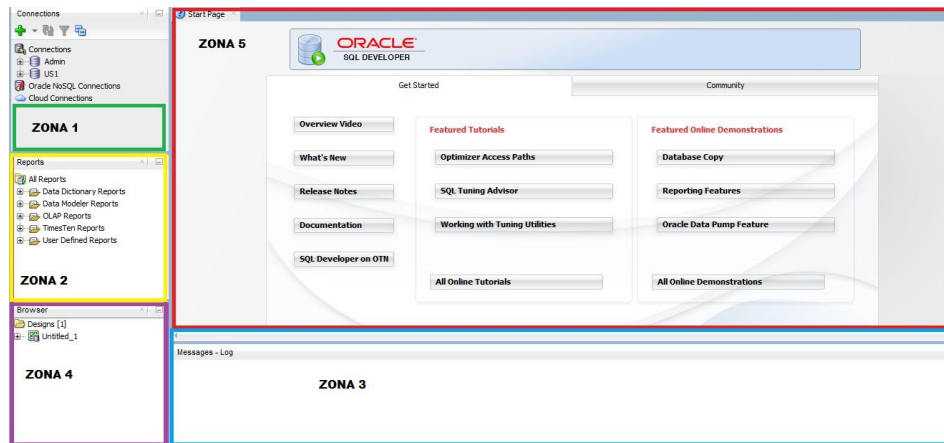 Connections
Connections
Admin
US1
Oracle NoSQL Connections
Cloud Connections
ZONA 1
Reports
All Reports
Data Dictionary Reports
Data Modeler Reports
OLAP Reports
TimesTen Reports
User Defined Reports
ZONA 2
Browser
Designs [1]
Untitled_1
ZONA 4
Start Page
ZONA 5
ORACLE
SQL DEVELOPER
Get Started
Community
Overview Video
What's New
Release Notes
Documentation
SQL Developer on OTN
Featured Tutorials
Optimizer Access Paths
SQL Tuning Advisor
Working with Tuning Utilities
All Online Tutorials
Featured Online Demonstrations
Database Copy
Reporting Features
Oracle Data Pump Feature
All Online Demonstrations
Messages - Log
ZONA 3